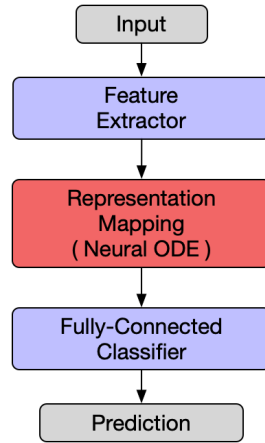 Input
Feature
Extractor
Representation
Mapping
( Neural ODE )
Fully-Connected
Classifier
Prediction